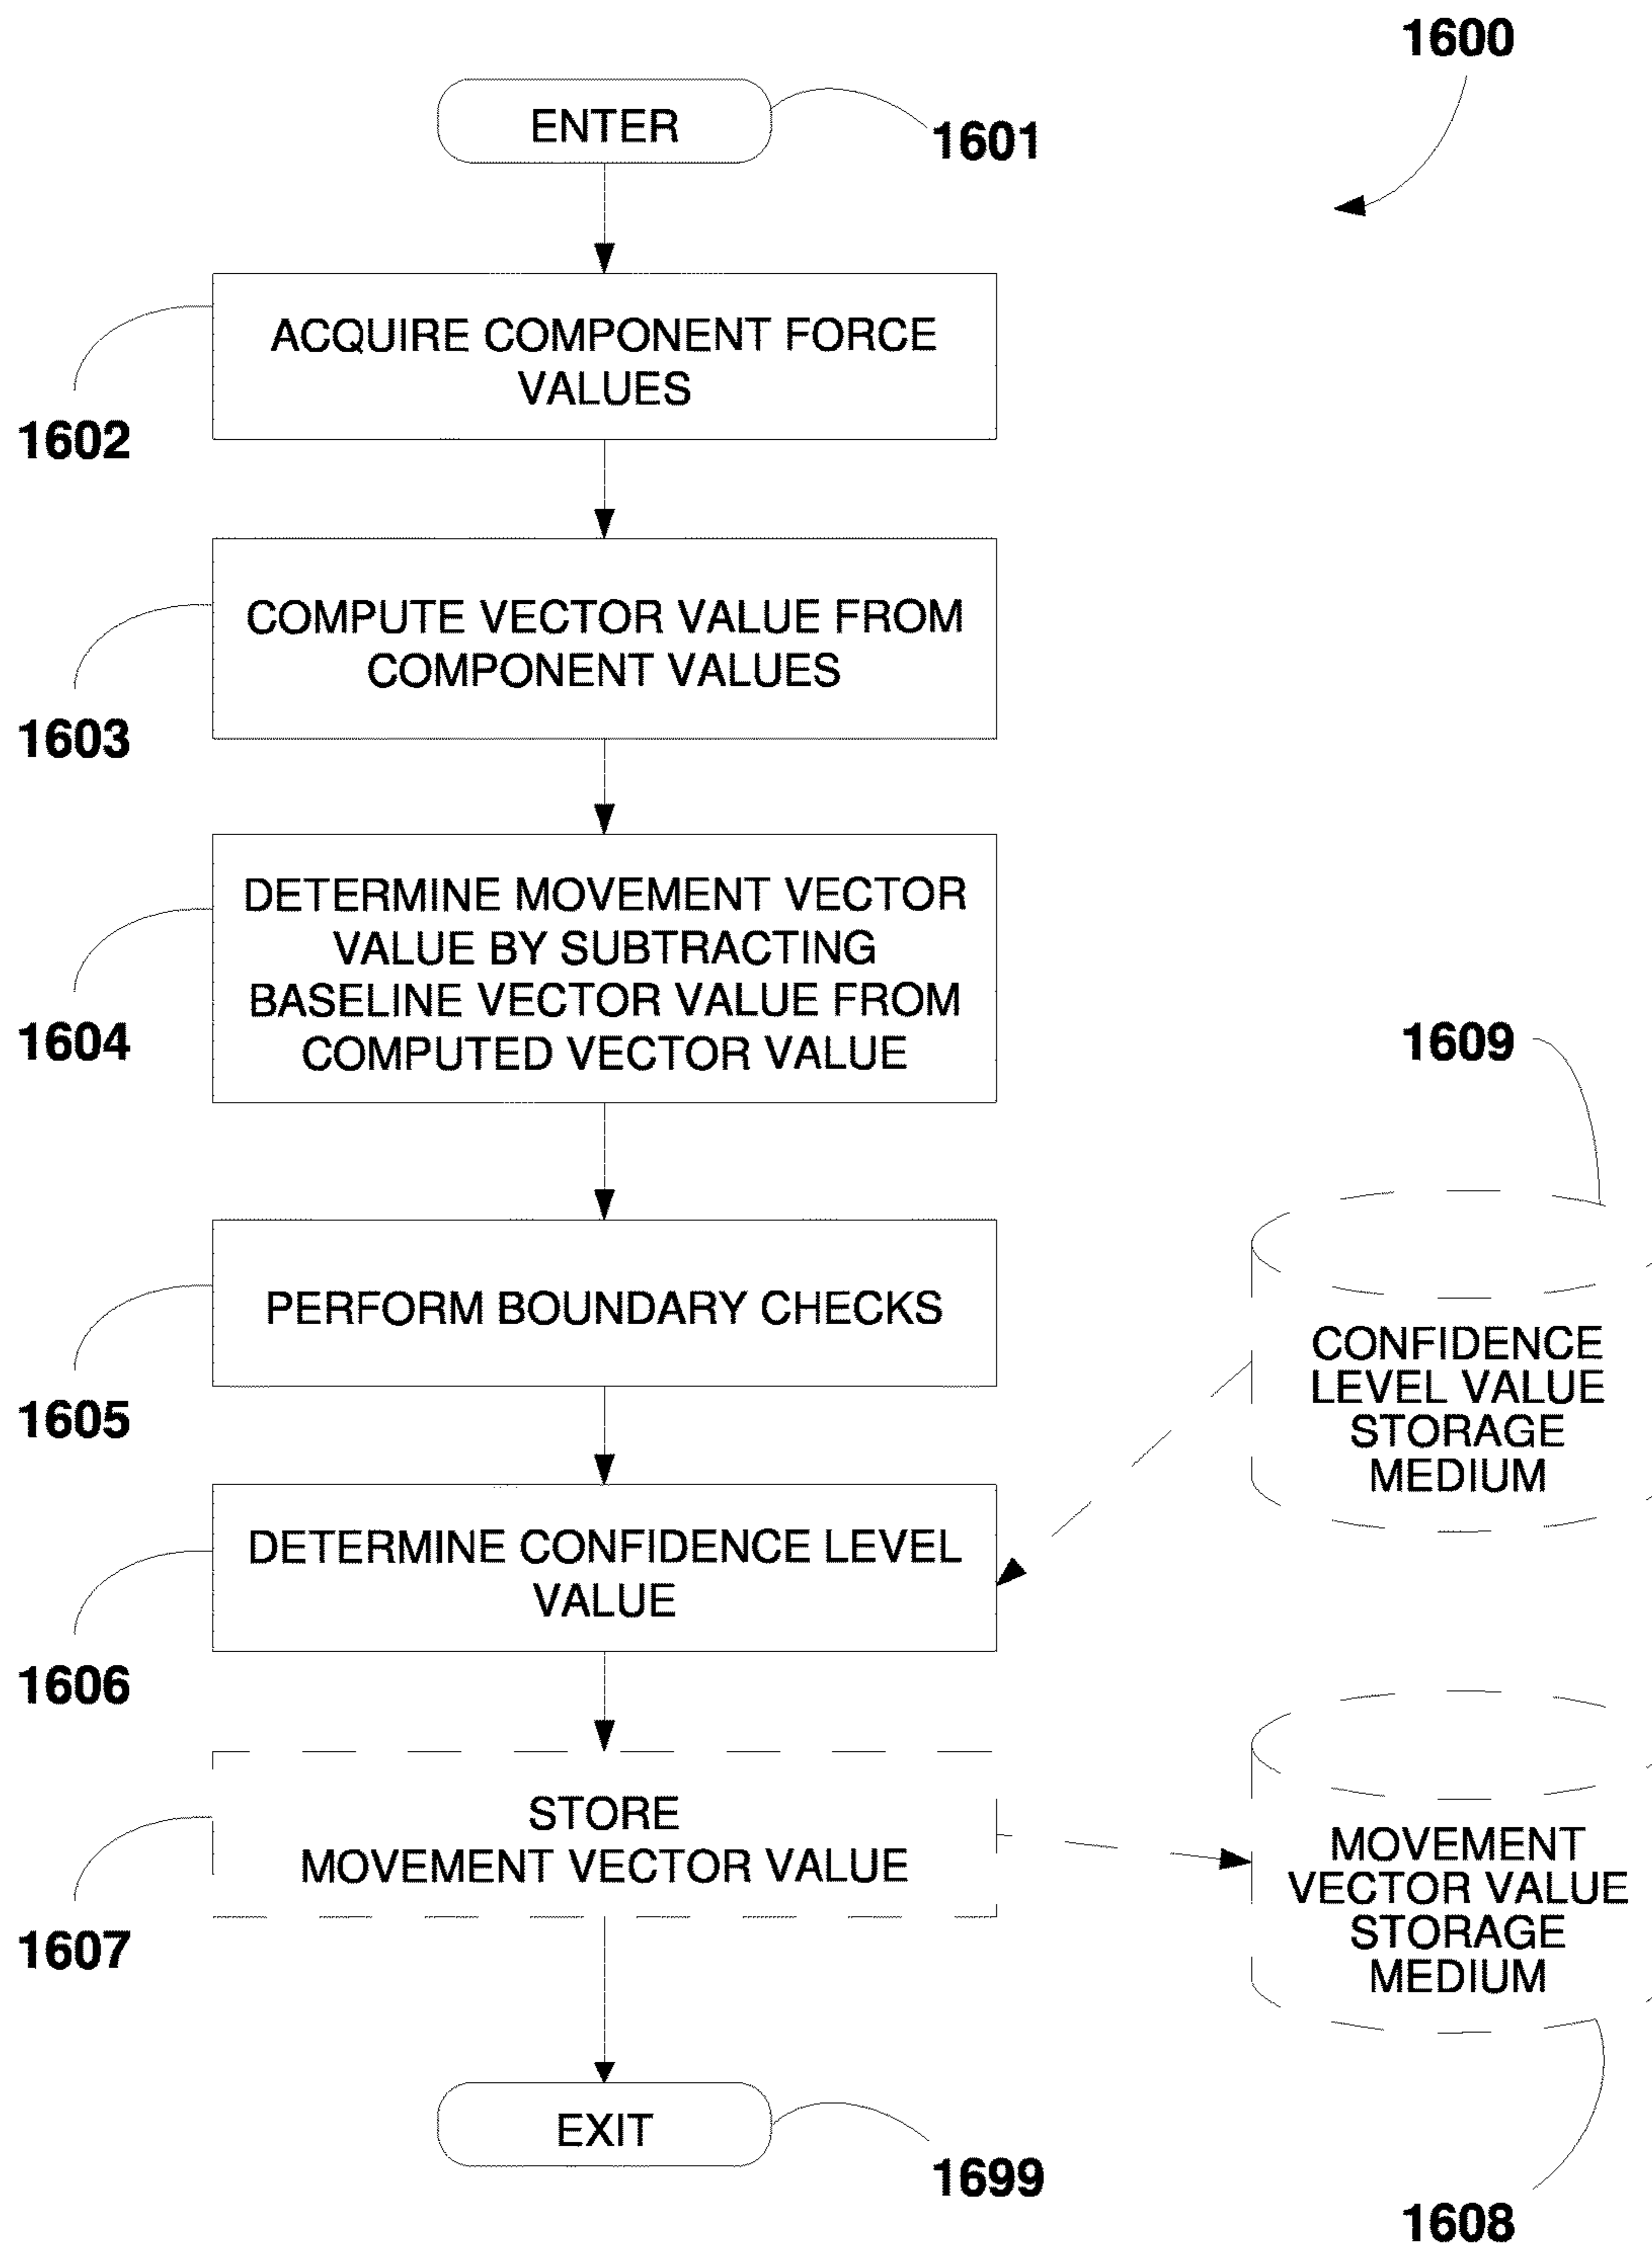 1600
ENTER
1601
ACQUIRE COMPONENT FORCE
VALUES
1602
COMPUTE VECTOR VALUE FROM
COMPONENT VALUES
1603
DETERMINE MOVEMENT VECTOR
VALUE BY SUBTRACTING
BASELINE VECTOR VALUE FROM
COMPUTED VECTOR VALUE
1604
1609
PERFORM BOUNDARY CHECKS
1605
CONFIDENCE
LEVEL VALUE
STORAGE
MEDIUM
DETERMINE CONFIDENCE LEVEL
VALUE
1606
STORE
MOVEMENT VECTOR VALUE
1607
MOVEMENT
VECTOR VALUE
STORAGE
MEDIUM
EXIT
1699
1608